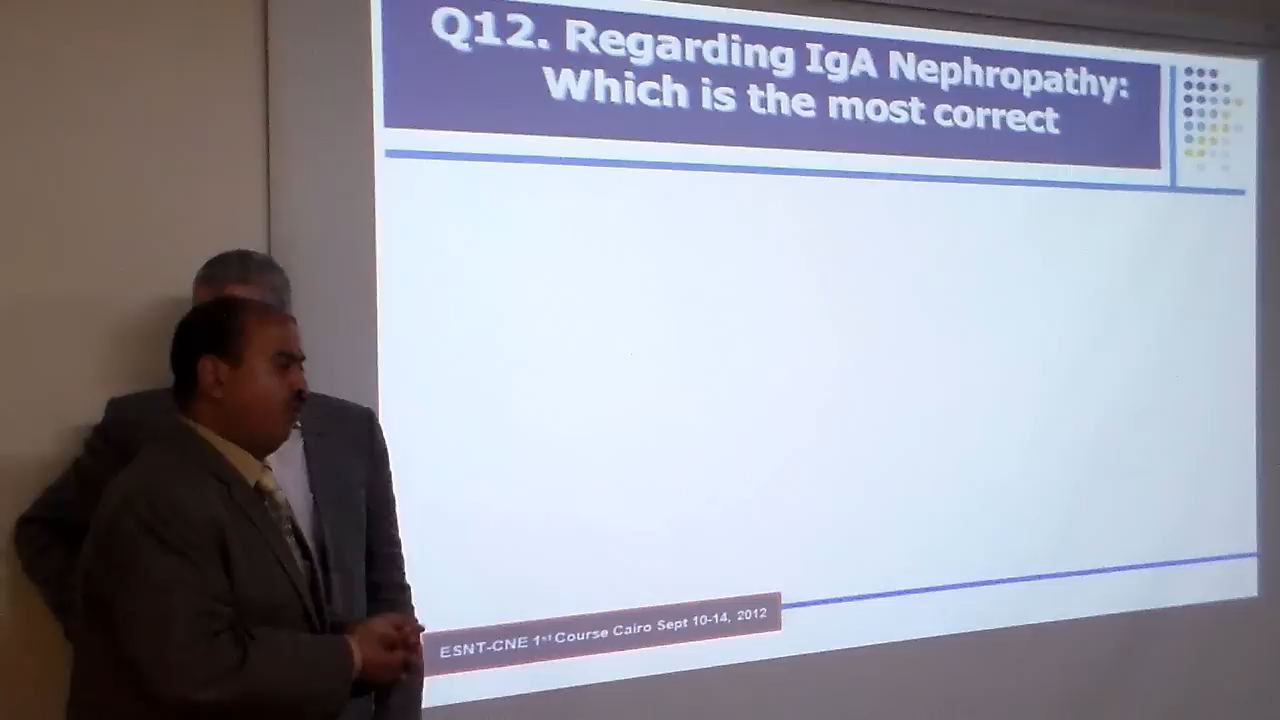 Q12. Regarding IgA Nephropathy:
Which is the most correct
ESNT-CNE 1st Course Cairo Sept 10-14, 2012